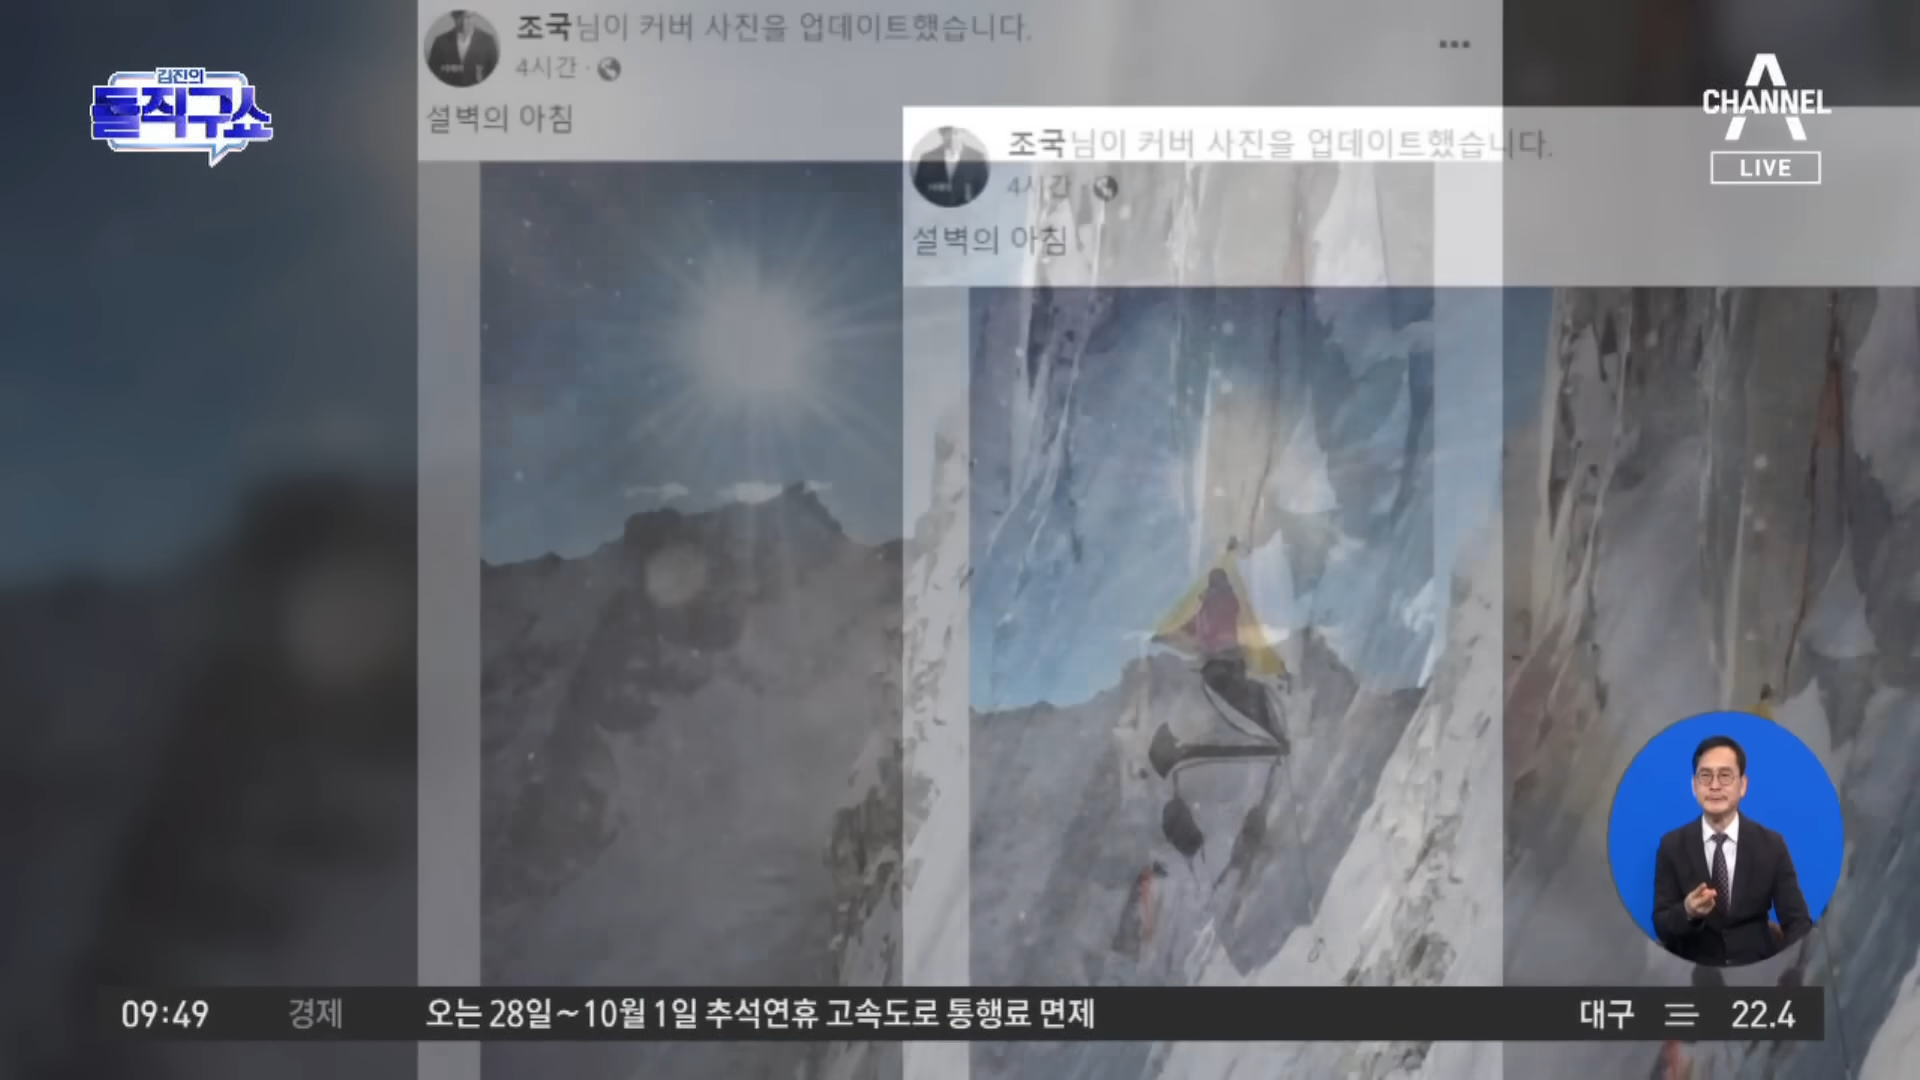 조국님이 커버 사진을 업데이트했습니다.
4시간 ·
설벽의 아침
김진의
돌직구쇼
CHANNEL A
LIVE
조국님이 커버 사진을 업데이트했습니다.
4시간 ·
설벽의 아침
09:49 경제 오는 28일~10월 1일 추석연휴 고속도로 통행료 면제 대구 22.4